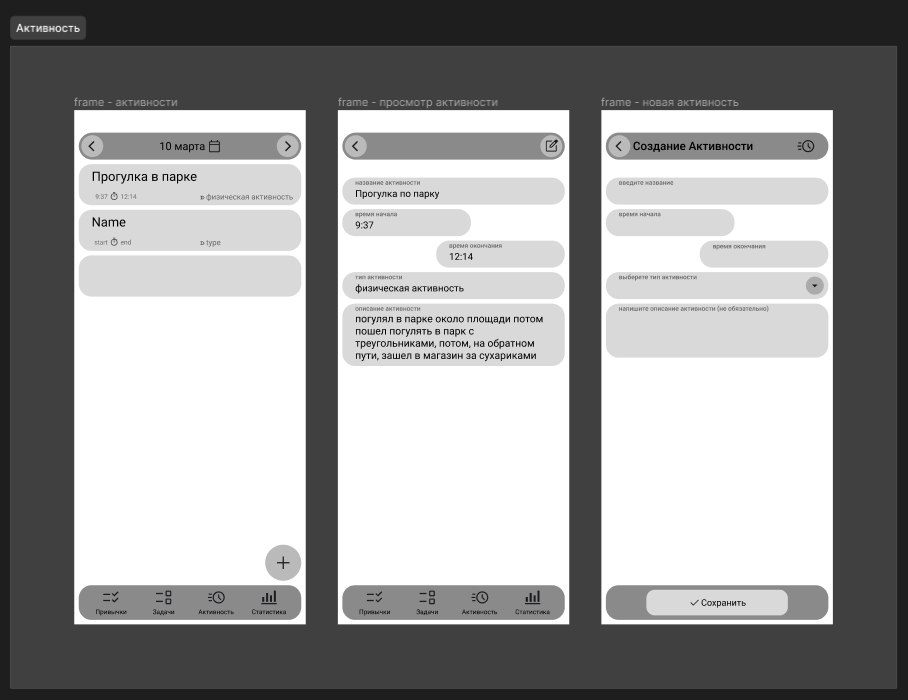 Активность
frame - активности
10 марта
Прогулка в парке
9:37 12:14
физическая активность
Name
start end
type
Привычки
Задачи
Активность
Статистика
frame - просмотр активности
название активности
Прогулка по парку
время начала
9:37
время окончания
12:14
тип активности
физическая активность
описание активности
погулял в парке около площади потом
пошел погулять в парк с
треугольниками, потом, на обратном
пути, зашел в магазин за сухариками
Привычки
Задачи
Активность
Статистика
frame - новая активность
Создание Активности
введите название
время начала
время окончания
выберете тип активности
напишите описание активности (не обязательно)
Сохранить